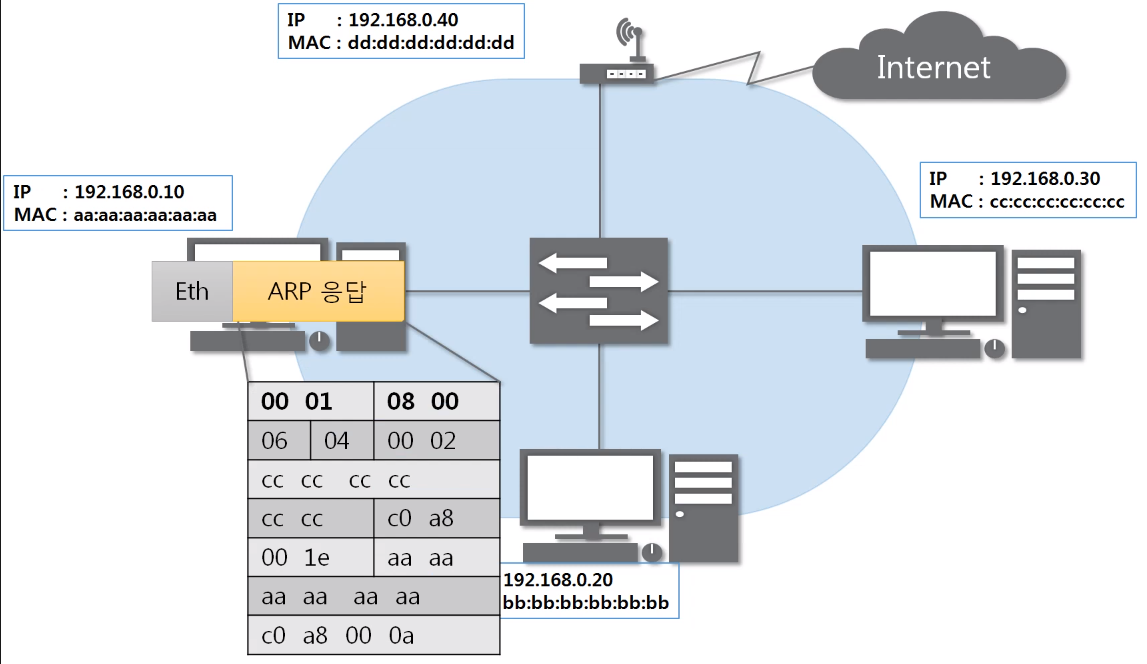 IP : 192.168.0.40
MAC : dd:dd:dd:dd:dd:dd
Internet
IP : 192.168.0.10
MAC : aa:aa:aa:aa:aa:aa
IP : 192.168.0.30
MAC : cc:cc:cc:cc:cc:cc
Eth ARP 응답
00 01 08 00
06 04 00 02
cc cc cc cc
cc cc c0 a8
00 1e aa aa
aa aa aa aa
c0 a8 00 0a
192.168.0.20
bb:bb:bb:bb:bb:bb